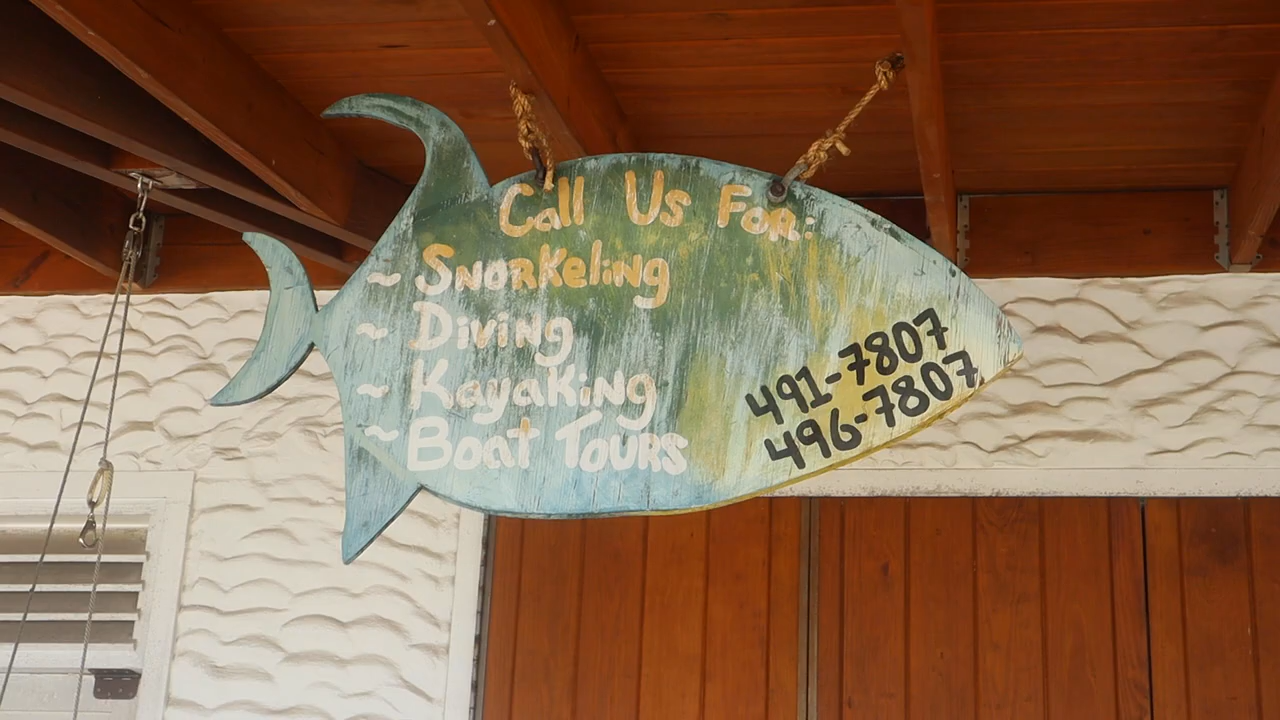 Call Us For:
~ Snorkeling
~ Diving
~ Kayaking
~ Boat Tours
491-7807
496-7807